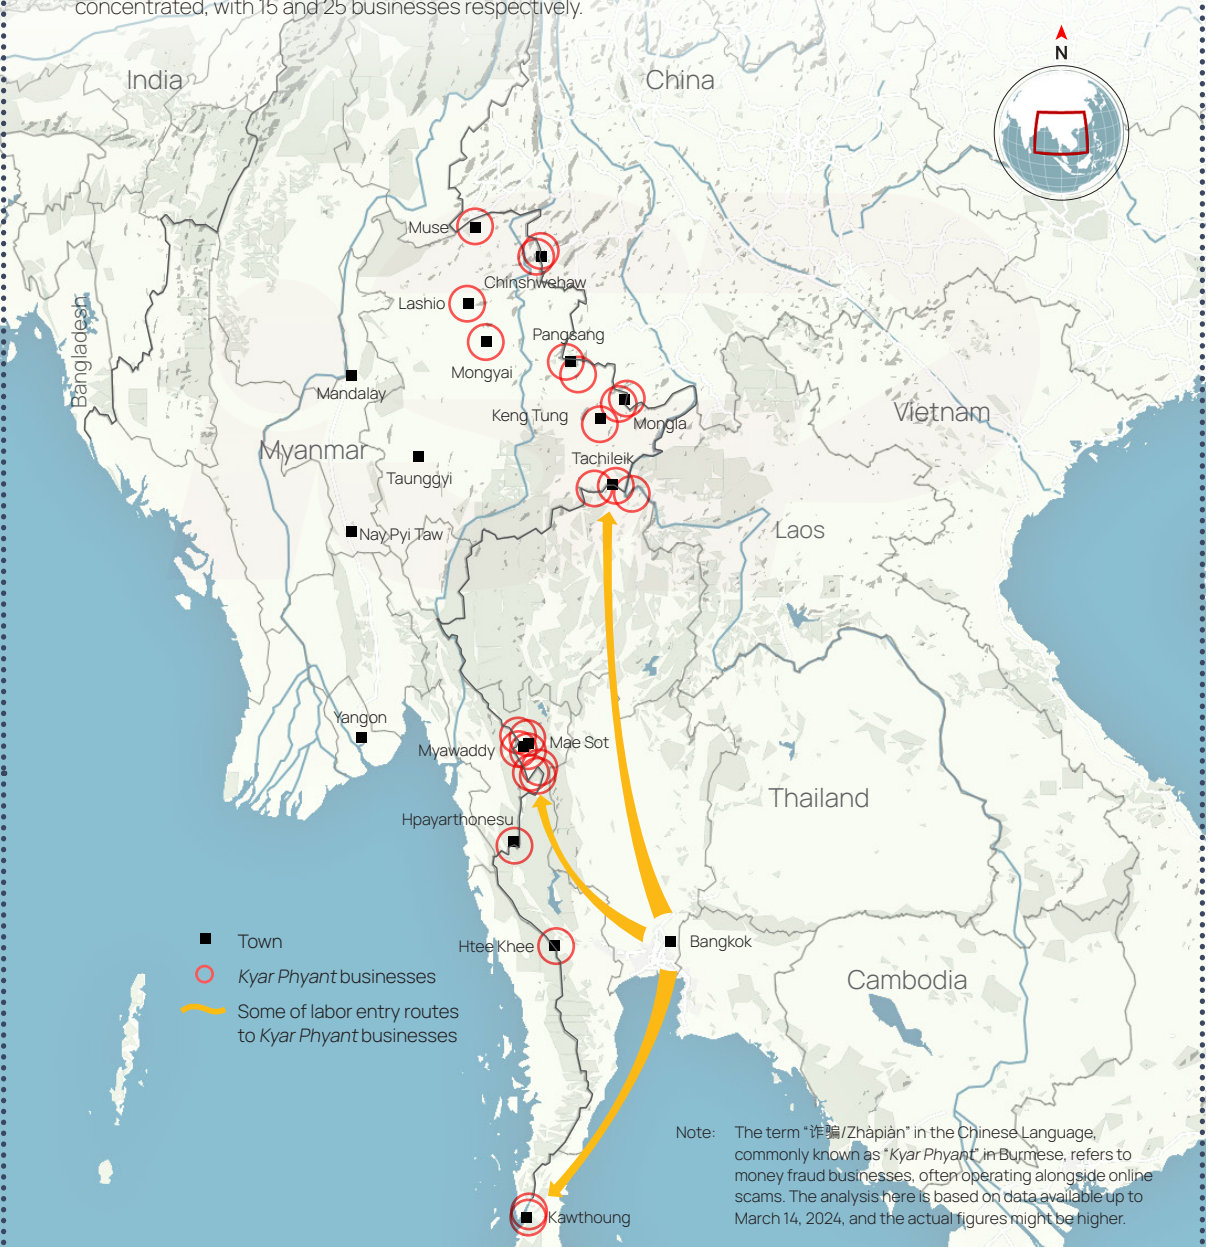 concentrated, with 15 and 25 businesses respectively.
N
India
China
Muse
Chinshwehaw
Lashio
Pangsang
Bangladesh
Mongyai
Mandalay
Keng Tung
Mongla
Vietnam
Myanmar
Tachileik
Taunggyi
Nay Pyi Taw
Laos
Yangon
Myawaddy
Mae Sot
Thailand
Hpayarthonesu
Town
Htee Khee
Bangkok
Kyar Phyant businesses
Cambodia
Some of labor entry routes
to Kyar Phyant businesses
Note: The term “诈骗/Zhàpiàn” in the Chinese Language,
commonly known as “Kyar Phyant” in Burmese, refers to
money fraud businesses, often operating alongside online
scams. The analysis here is based on data available up to
March 14, 2024, and the actual figures might be higher.
Kawthoung